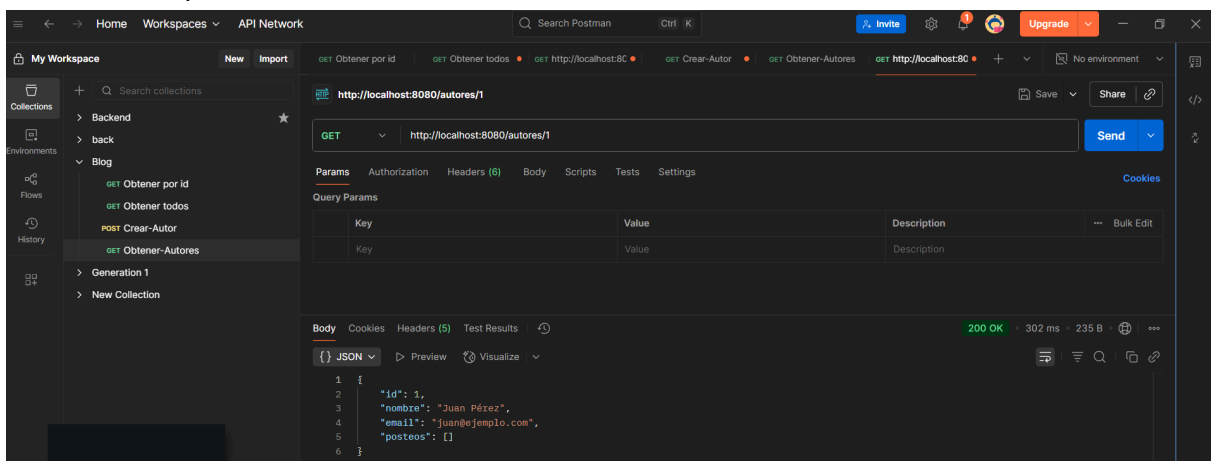 Home Workspaces API Network Search Postman Ctrl K Invite 1 Upgrade
My Workspace New Import GET Obtener por id GET Obtener todos GET http://localhost:8C GET Crear-Autor GET Obtener-Autores GET http://localhost:80 No environment
Collections
Environments
Flows
History
Search collections
Backend
back
Blog
GET Obtener por id
GET Obtener todos
POST Crear-Autor
GET Obtener-Autores
Generation 1
New Collection
HTTP http://localhost:8080/autores/1 Save Share
GET http://localhost:8080/autores/1 Send
Params Authorization Headers (6) Body Scripts Tests Settings Cookies
Query Params
Key Value Description Bulk Edit
Key Value Description
Body Cookies Headers (5) Test Results 200 OK 302 ms 235 B
{} JSON Preview Visualize
1 {
2 "id": 1,
3 "nombre": "Juan Pérez",
4 "email": "juan@ejemplo.com",
5 "posteos": []
6 }